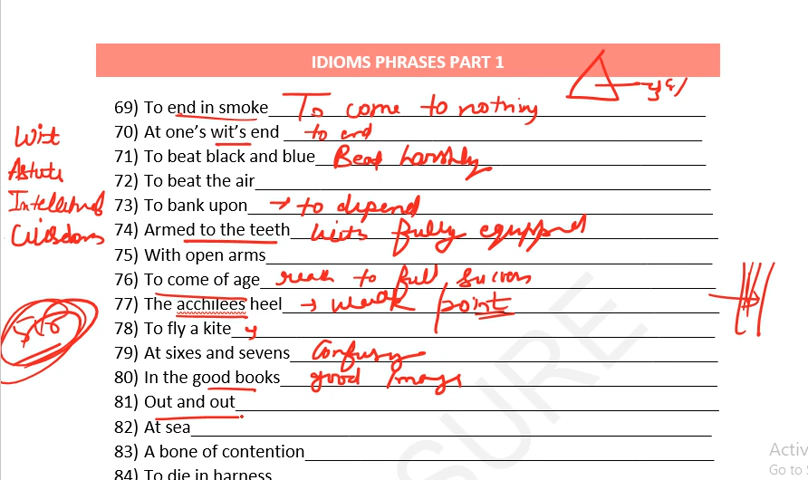 IDIOMS PHRASES PART 1
69) To end in smoke To come to nothing
70) At one's wit's end to end
71) To beat black and blue Beat harshly
72) To beat the air
73) To bank upon → to depend
74) Armed to the teeth fully equipped
75) With open arms
76) To come of age reach to full
77) The acchilees heel → weak point
78) To fly a kite
79) At sixes and sevens
80) In the good books good image
81) Out and out
82) At sea
83) A bone of contention
84) To die in harness
Wit
Astute
SURE
Activ
Go to S